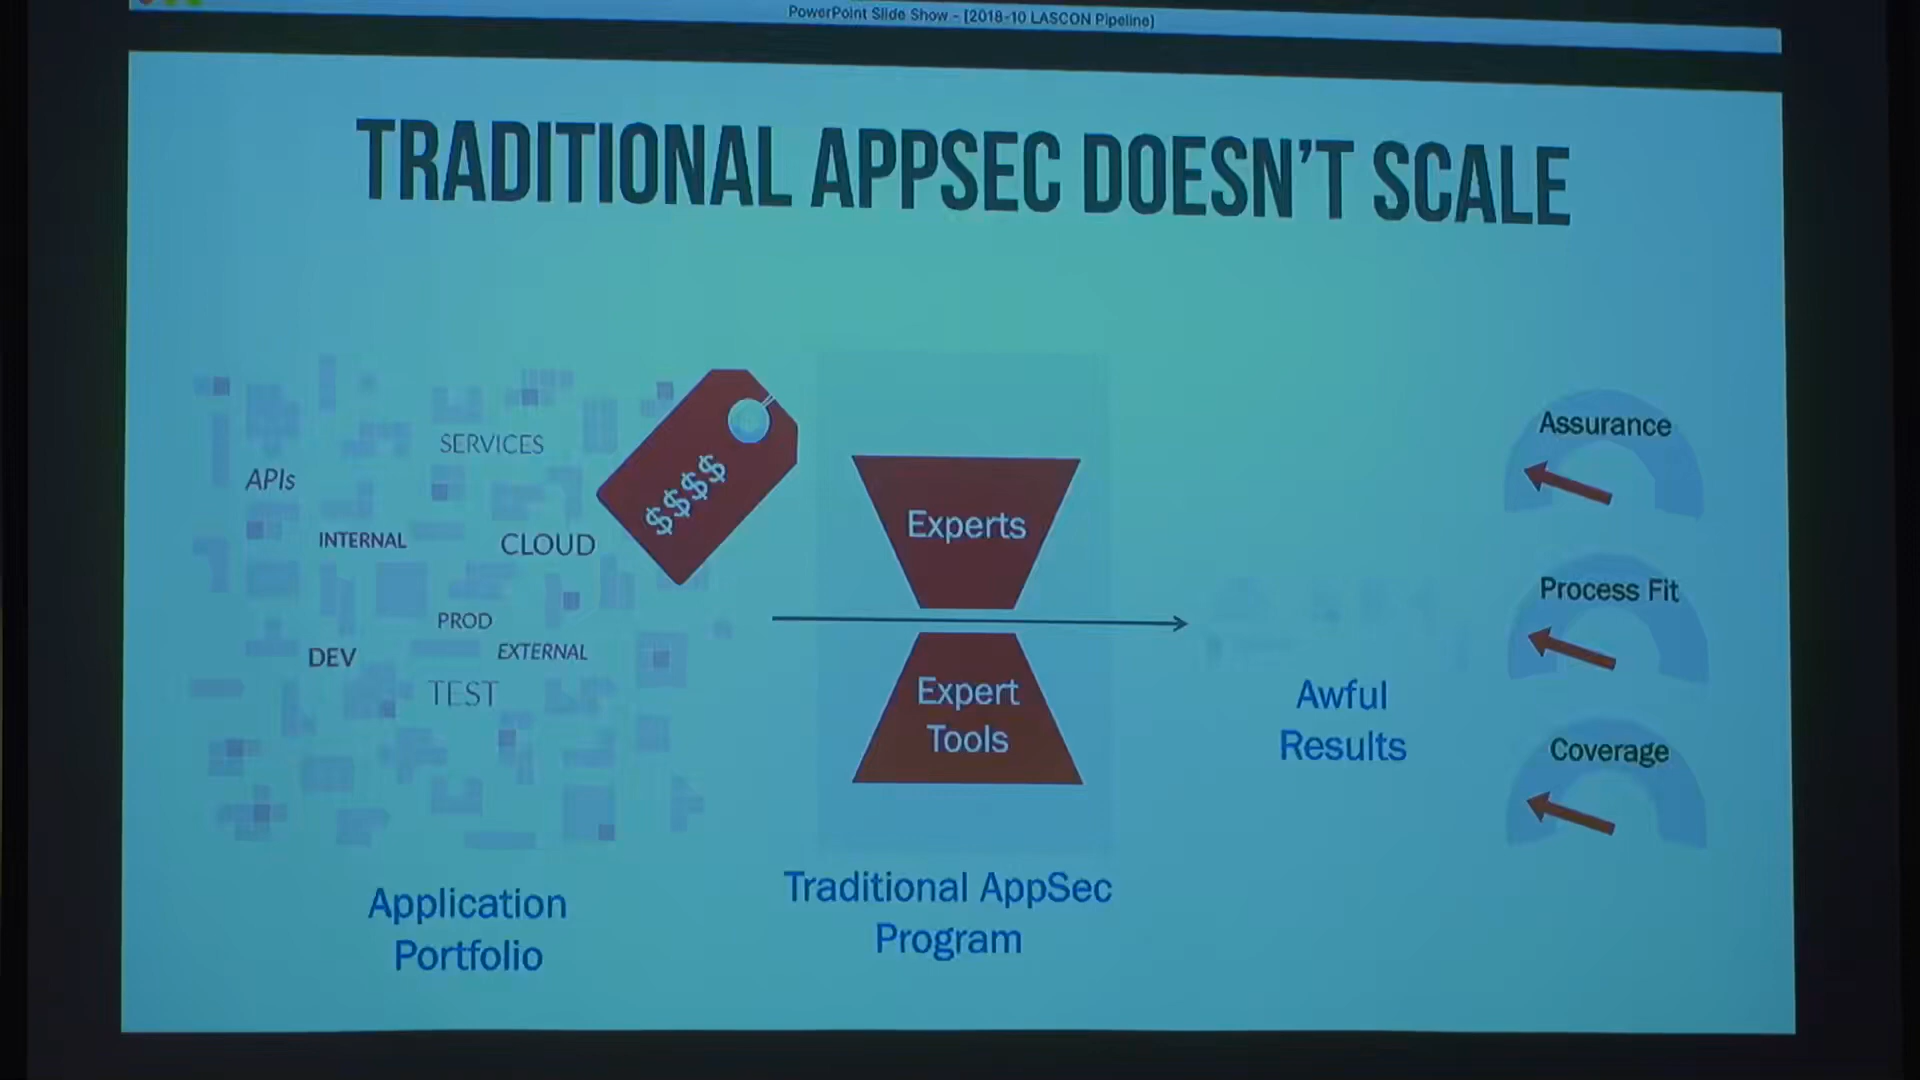 PowerPoint Slide Show - [2018-10 LASCON Pipeline]
TRADITIONAL APPSEC DOESN'T SCALE
SERVICES
APIs
INTERNAL
CLOUD
PROD
DEV
EXTERNAL
TEST
$$$$
Experts
Expert
Tools
Awful
Results
Assurance
Process Fit
Coverage
Application
Portfolio
Traditional AppSec
Program